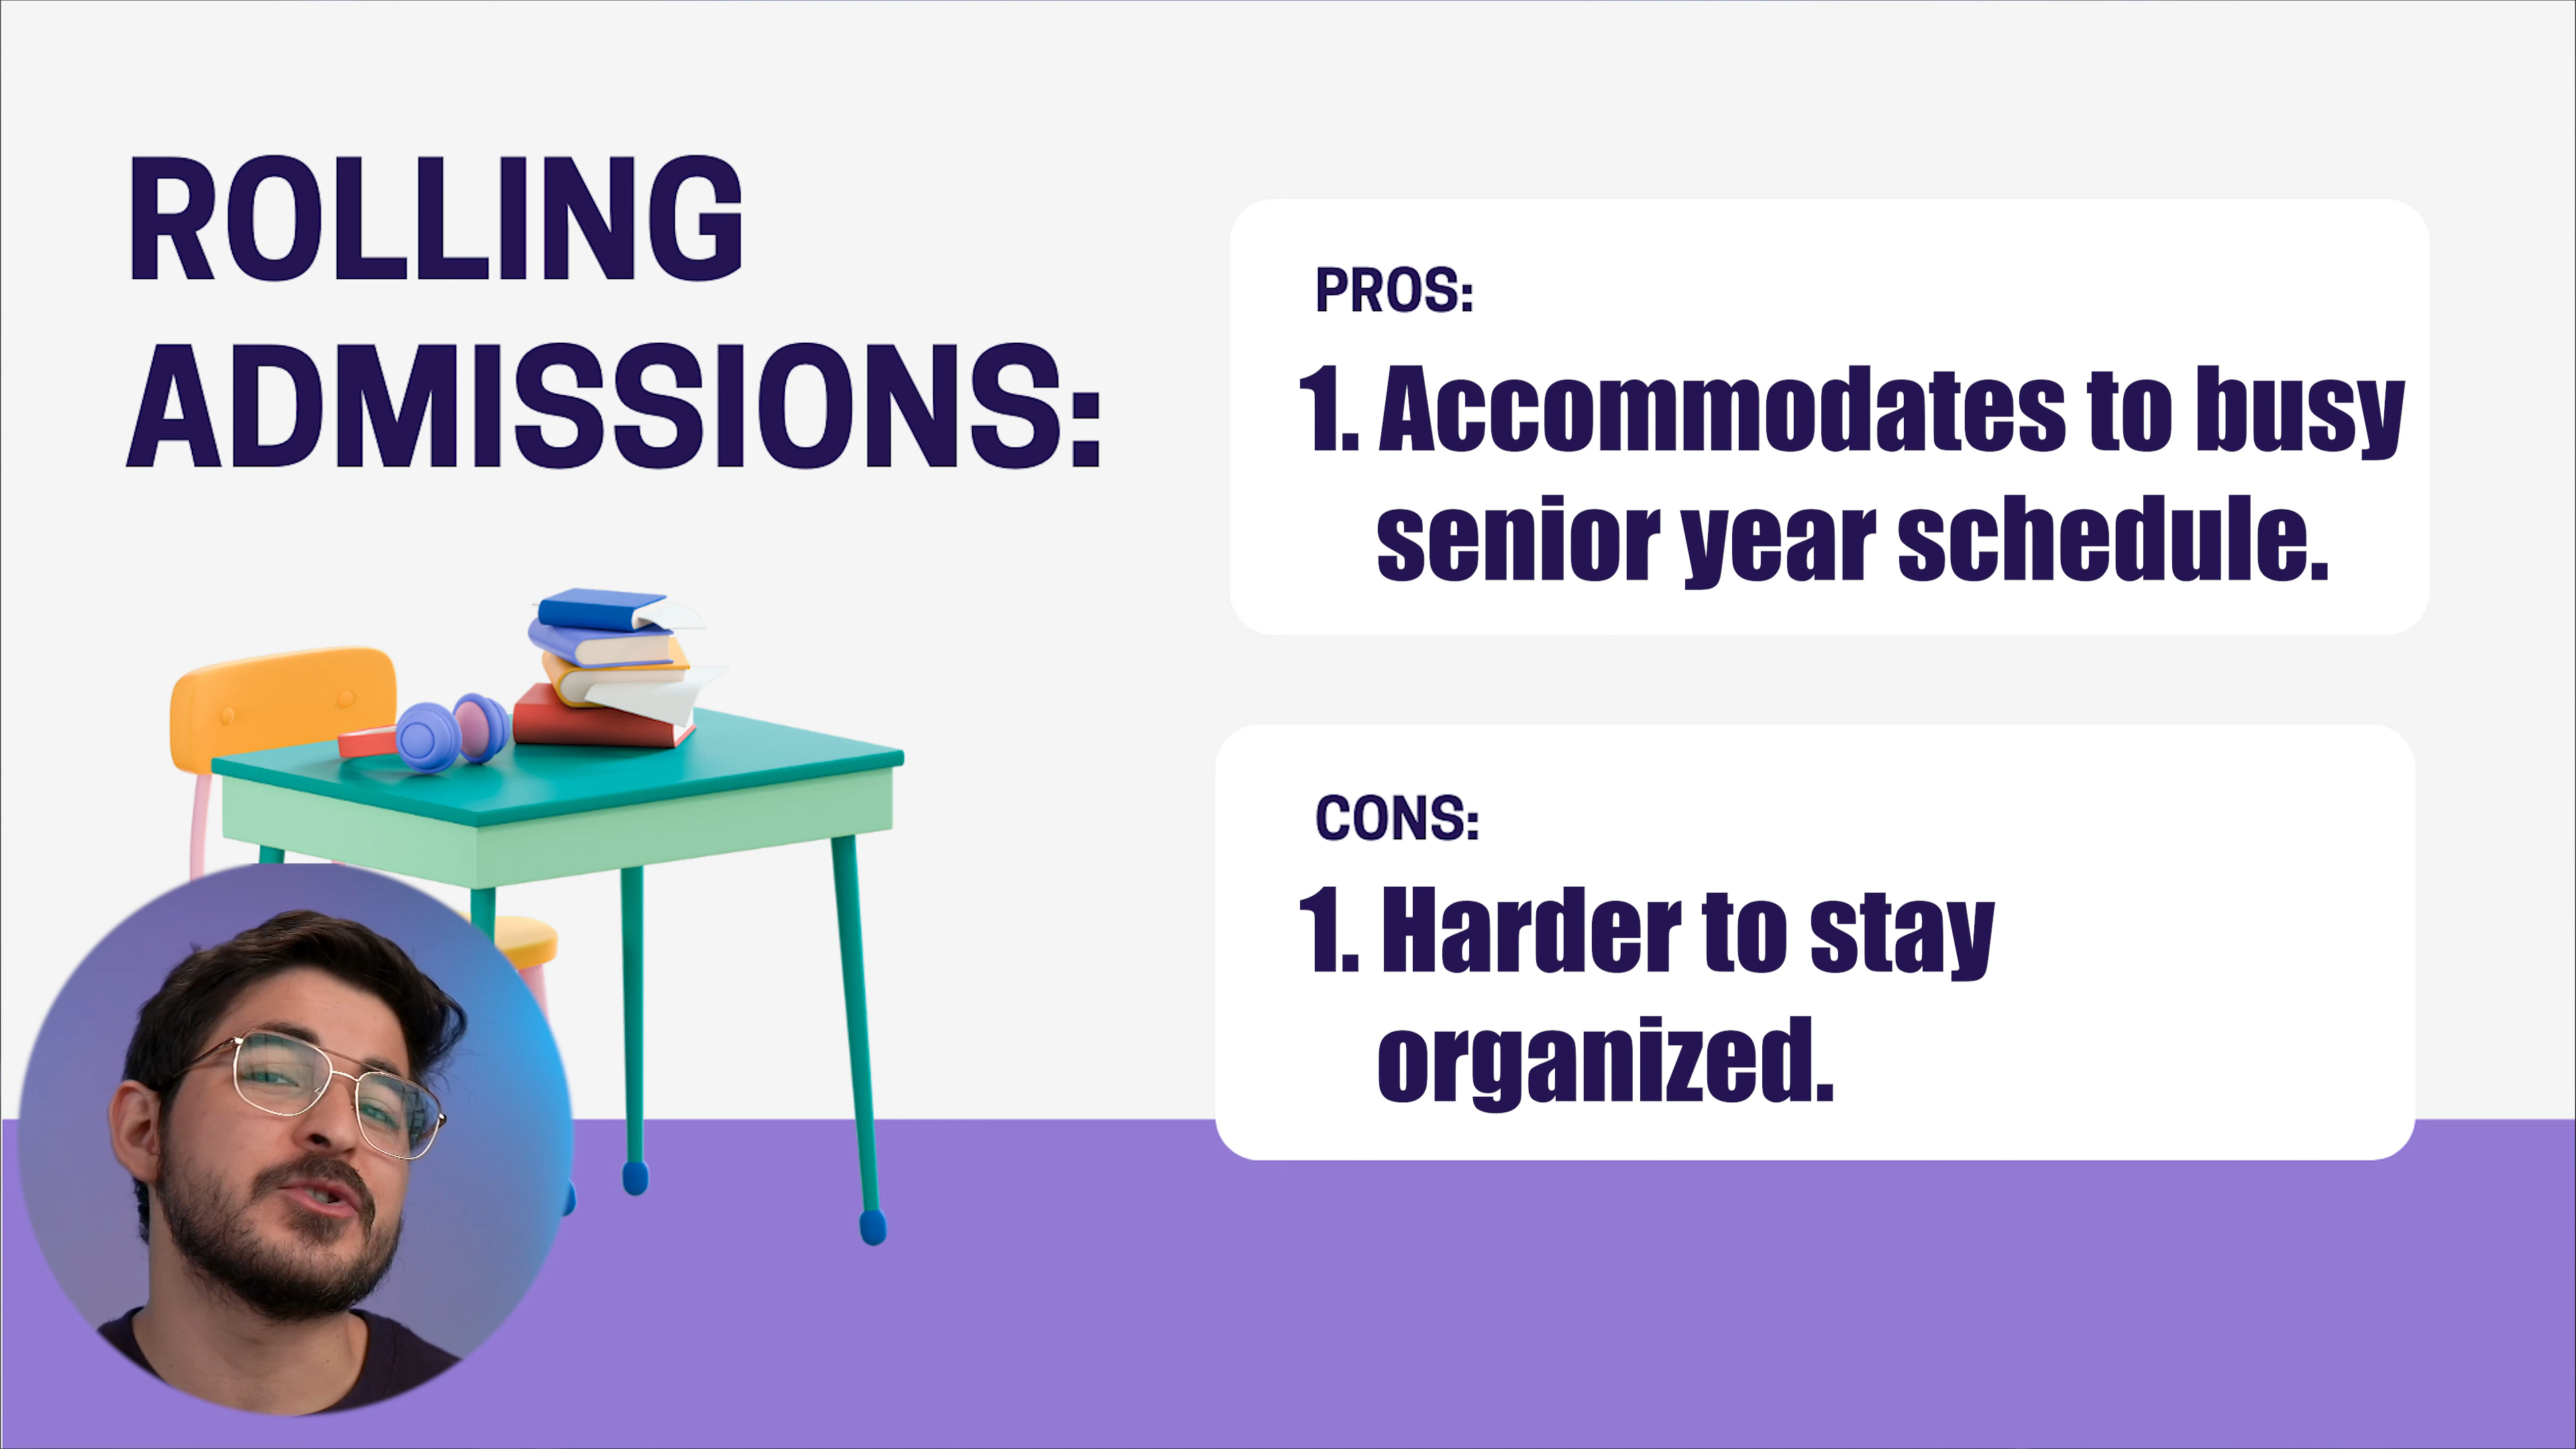 ROLLING
ADMISSIONS:
PROS:
1. Accommodates to busy
senior year schedule.
CONS:
1. Harder to stay
organized.